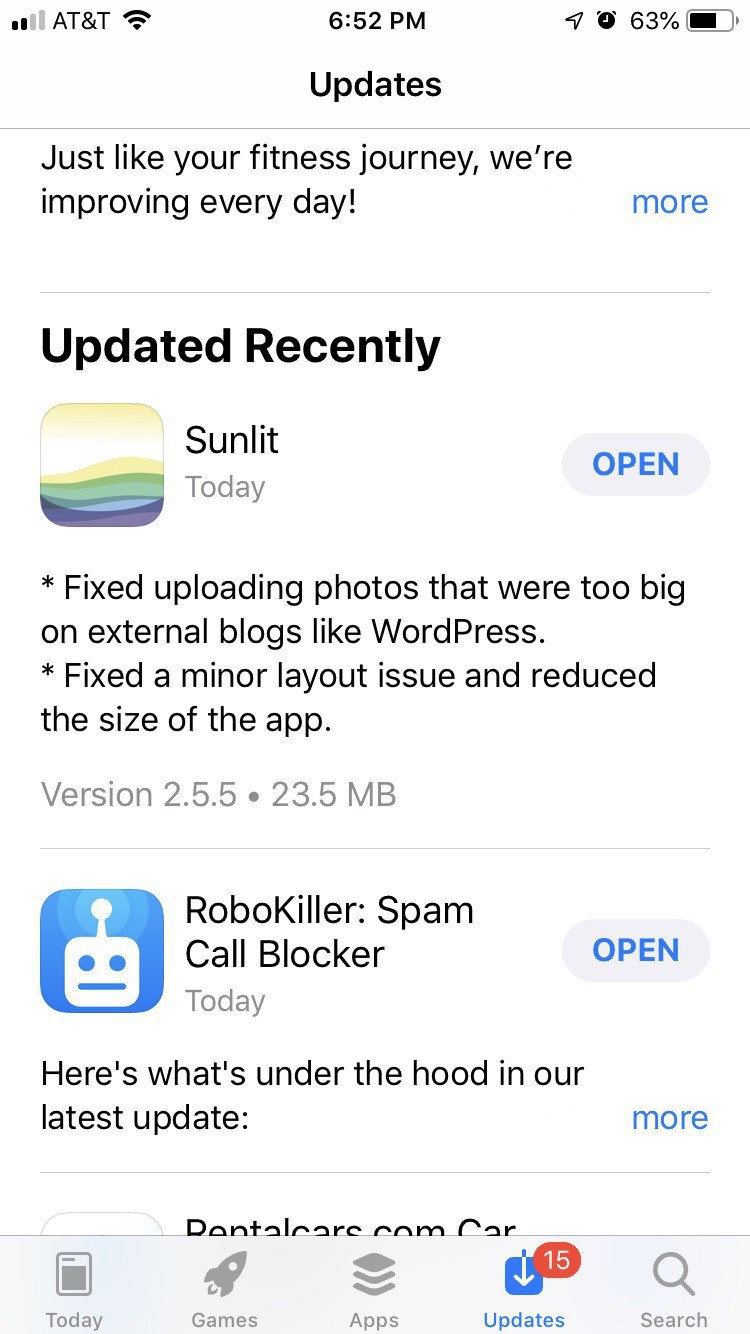 AT&T 6:52 PM 63%
Updates
Just like your fitness journey, we’re
improving every day! more
Updated Recently
Sunlit
Today
OPEN
* Fixed uploading photos that were too big
on external blogs like WordPress.
* Fixed a minor layout issue and reduced
the size of the app.
Version 2.5.5 • 23.5 MB
RoboKiller: Spam
Call Blocker
Today
OPEN
Here's what's under the hood in our
latest update: more
Rentalcars.com Car
15
Today Games Apps Updates Search